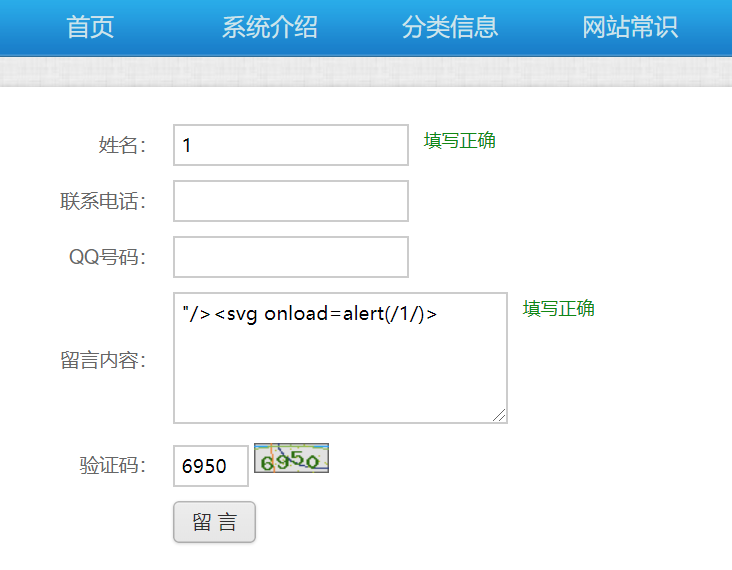 首页 系统介绍 分类信息 网站常识
姓名： 1 填写正确
联系电话：
QQ号码：
留言内容： "/><svg onload=alert(/1/)> 填写正确
验证码： 6950 6950
留 言